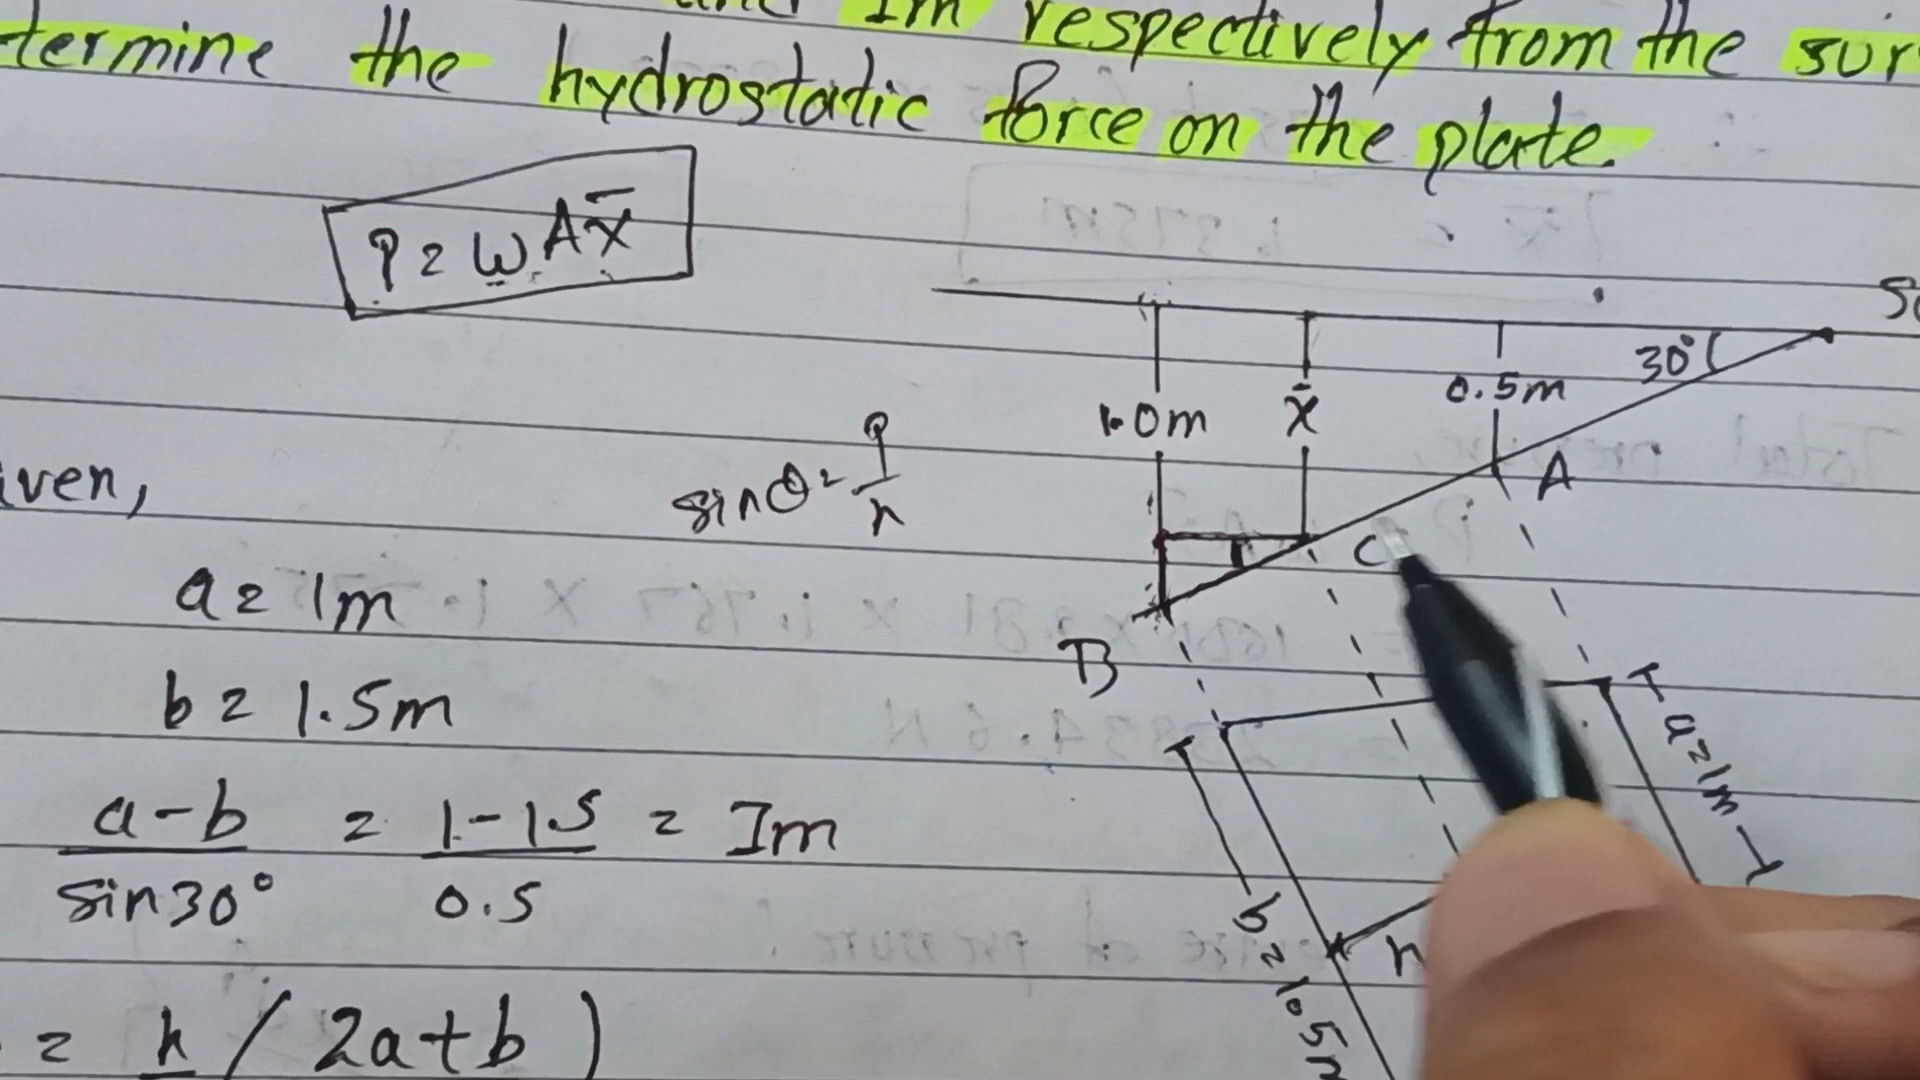 1m respectively from the sur
termine the hydrostatic force on the plate.
P = wAx̄
30°
0.5m
1.0m
x̄
sinθ = P/h
A
C
B
iven,
a = 1m
b = 1.5m
a-b / sin30° = 1-1.5 / 0.5 = 1m
a=1m
b=1.5m
h
= h / 2a+b )